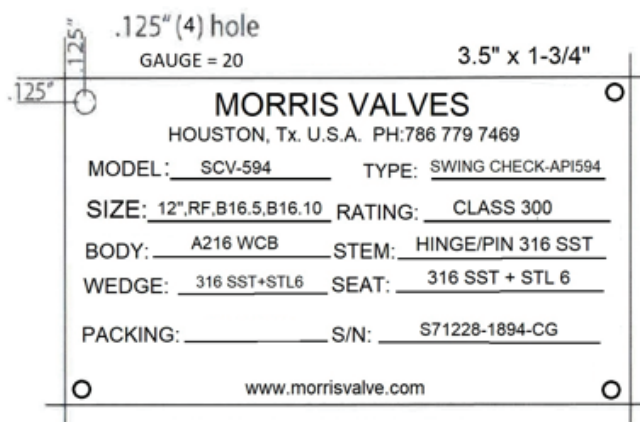 .125" (4) hole
.125"
GAUGE = 20 3.5" x 1-3/4"
.125"
MORRIS VALVES
HOUSTON, Tx. U.S.A. PH:786 779 7469
MODEL: SCV-594 TYPE: SWING CHECK-API594
SIZE: 12",RF,B16.5,B16.10 RATING: CLASS 300
BODY: A216 WCB STEM: HINGE/PIN 316 SST
WEDGE: 316 SST+STL6 SEAT: 316 SST + STL 6
PACKING: S/N: S71228-1894-CG
www.morrisvalve.com